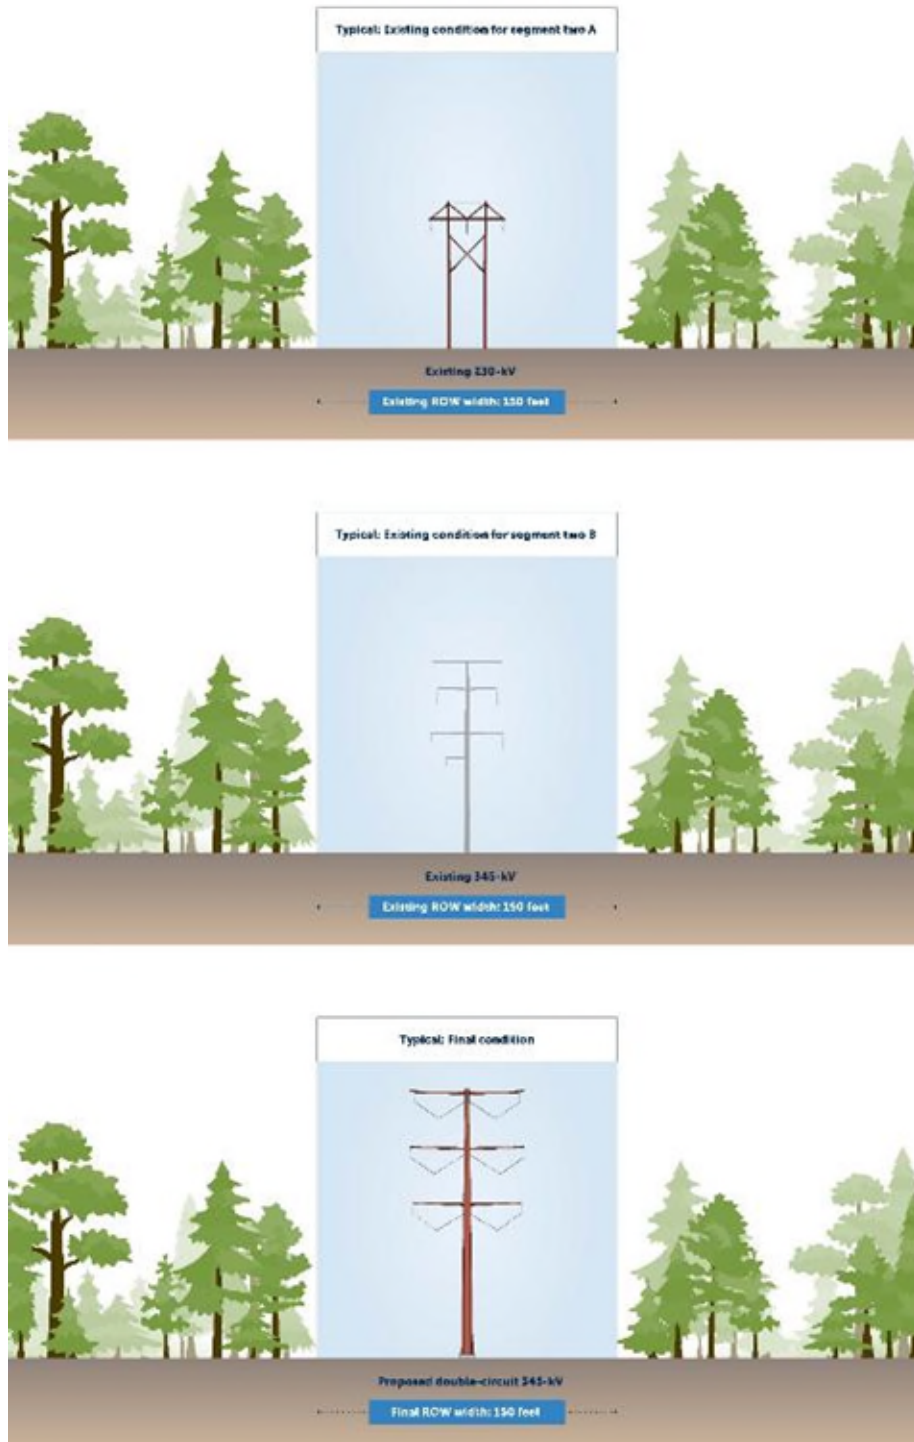 Typical: Existing condition for segment two A
Existing 230-kV
Existing ROW width: 150 feet
Typical: Existing condition for segment two B
Existing 345-kV
Existing ROW width: 150 feet
Typical: Final condition
Proposed double-circuit 345-kV
Final ROW width: 150 feet